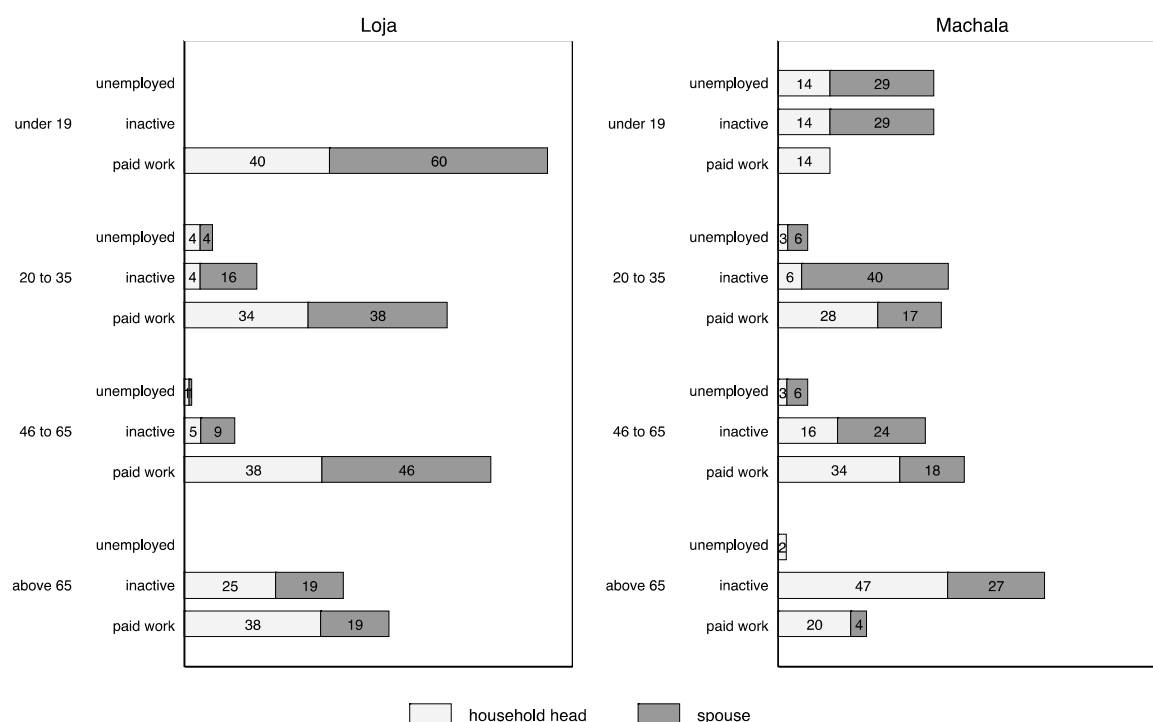 Loja
unemployed
under 19 inactive
paid work 40 60
unemployed 4 4
20 to 35 inactive 4 16
paid work 34 38
unemployed 1
46 to 65 inactive 5 9
paid work 38 46
unemployed
above 65 inactive 25 19
paid work 38 19
Machala
unemployed 14 29
under 19 inactive 14 29
paid work 14
unemployed 3 6
20 to 35 inactive 6 40
paid work 28 17
unemployed 3 6
46 to 65 inactive 16 24
paid work 34 18
unemployed 2
above 65 inactive 47 27
paid work 20 4
household head spouse